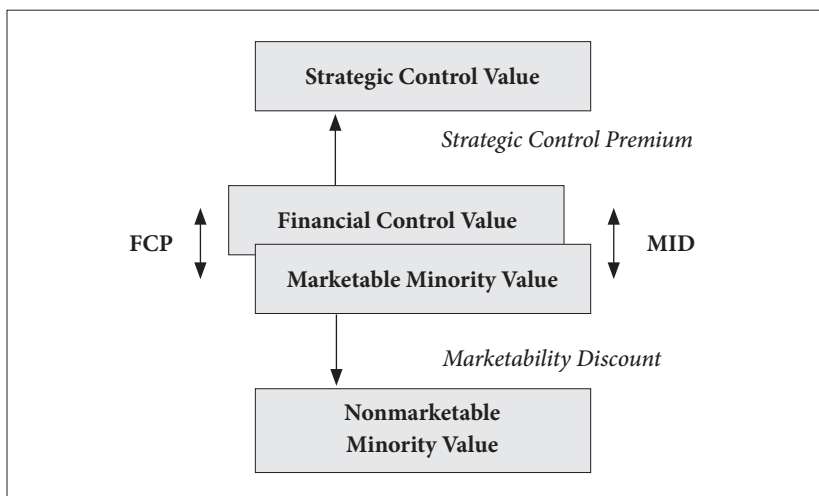 Strategic Control Value
Strategic Control Premium
Financial Control Value
FCP
MID
Marketable Minority Value
Marketability Discount
Nonmarketable
Minority Value